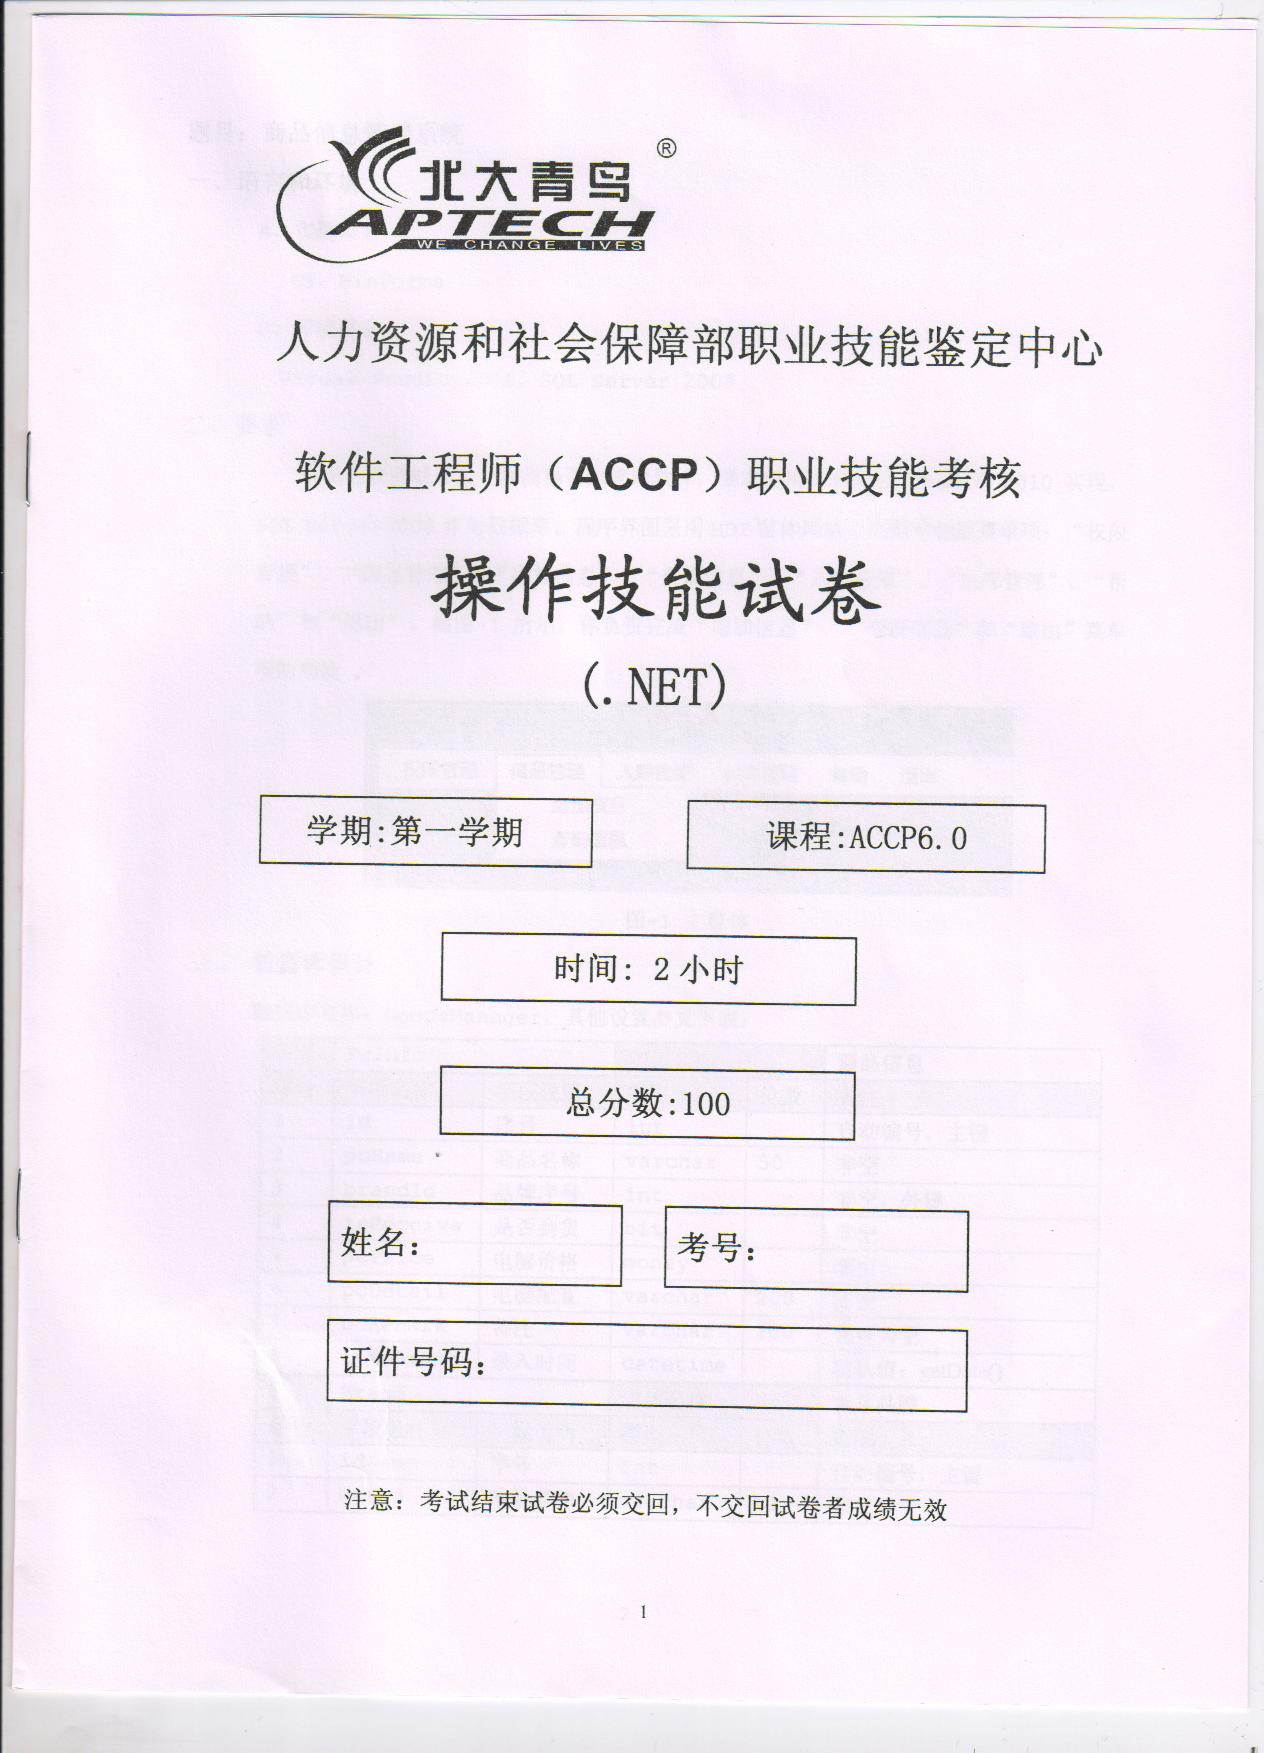 北大青鸟 ®
APTECH
WE CHANGE LIVES
人力资源和社会保障部职业技能鉴定中心
软件工程师（ACCP）职业技能考核
操作技能试卷
(.NET)
学期:第一学期 课程:ACCP6.0
时间: 2小时
总分数:100
姓名: 考号:
证件号码:
注意：考试结束试卷必须交回，不交回试卷者成绩无效
1